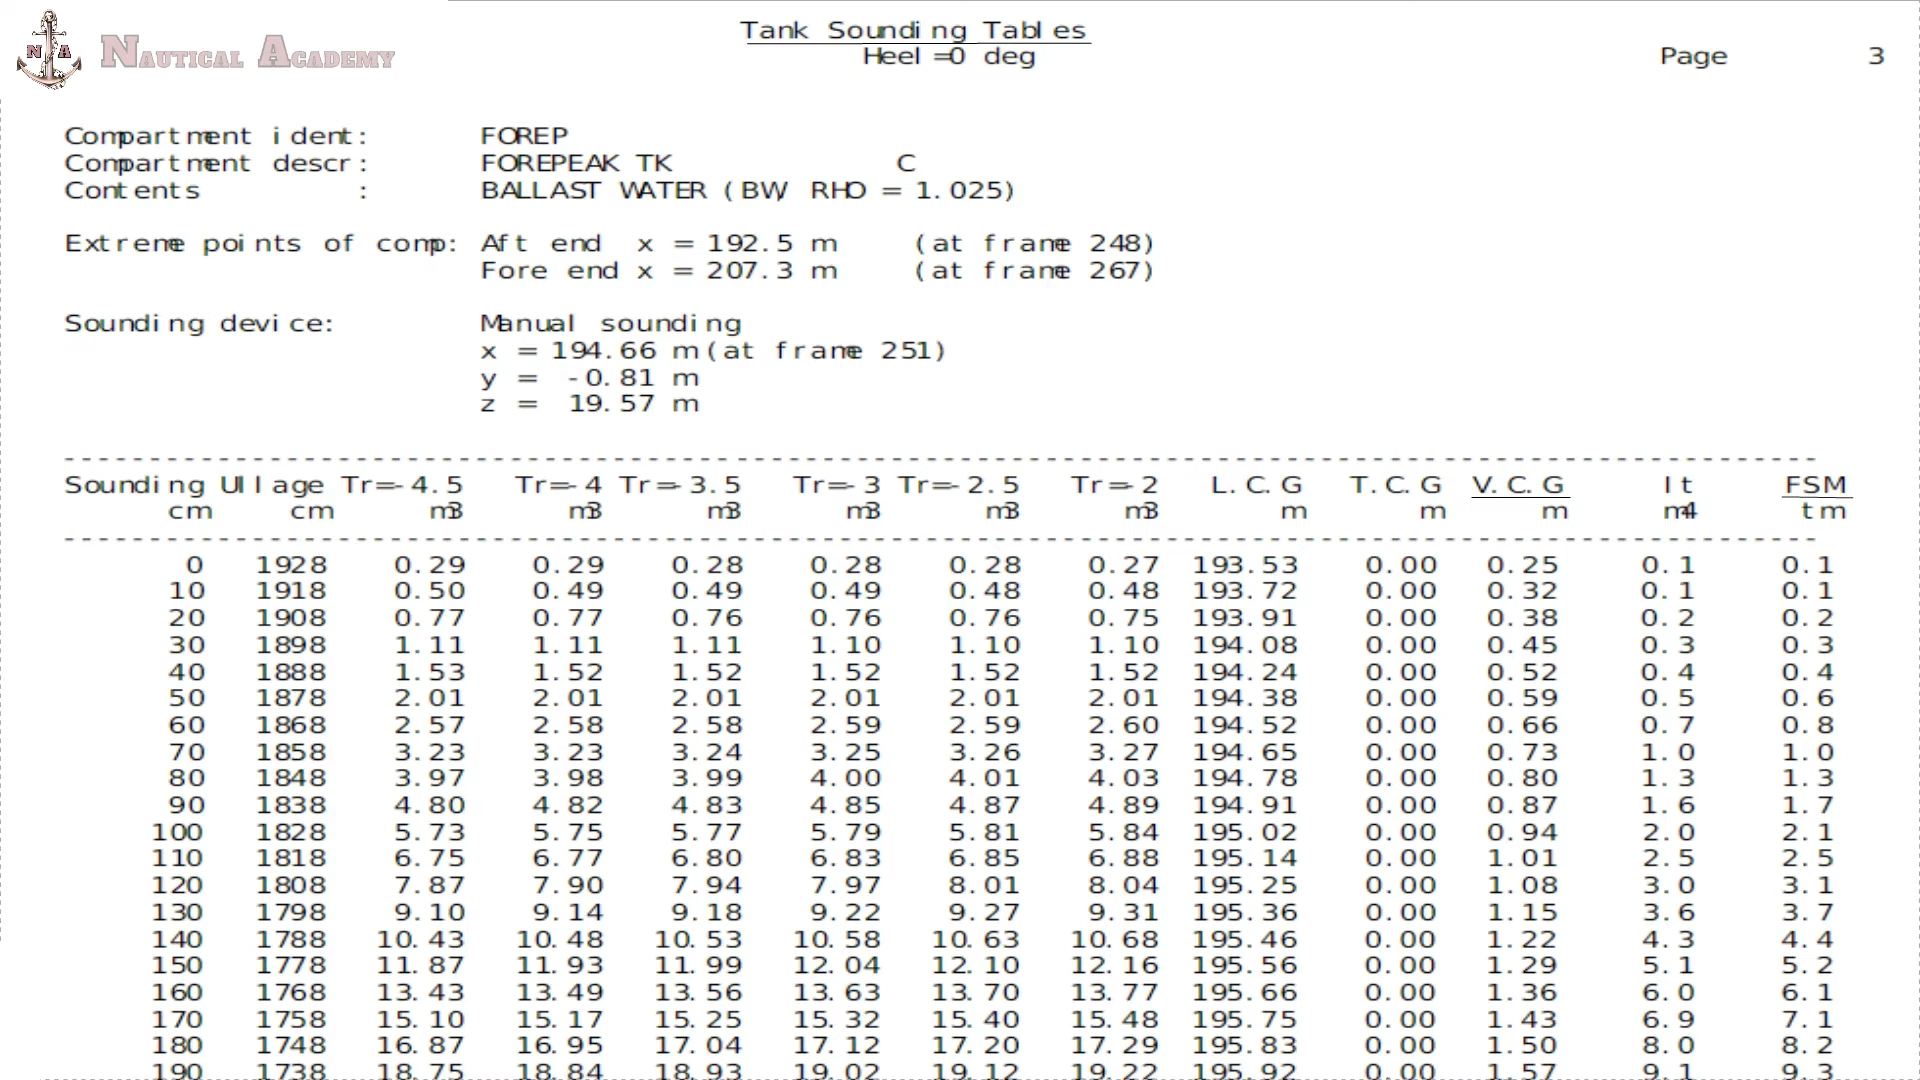 NA NAUTICAL ACADEMY
Tank Sounding Tables
Heel=0 deg Page 3
Compartment ident: FOREP
Compartment descr: FOREPEAK TK C
Contents : BALLAST WATER (BW, RHO = 1.025)
Extreme points of comp: Aft end x = 192.5 m (at frame 248)
Fore end x = 207.3 m (at frame 267)
Sounding device: Manual sounding
x = 194.66 m(at frame 251)
y = -0.81 m
z = 19.57 m
Sounding Ullage Tr=-4.5 Tr=-4 Tr=-3.5 Tr=-3 Tr=-2.5 Tr=-2 L.C.G T.C.G V.C.G It FSM
cm cm m3 m3 m3 m3 m3 m3 m m m m4 tm
0 1928 0.29 0.29 0.28 0.28 0.28 0.27 193.53 0.00 0.25 0.1 0.1
10 1918 0.50 0.49 0.49 0.49 0.48 0.48 193.72 0.00 0.32 0.1 0.1
20 1908 0.77 0.77 0.76 0.76 0.76 0.75 193.91 0.00 0.38 0.2 0.2
30 1898 1.11 1.11 1.11 1.10 1.10 1.10 194.08 0.00 0.45 0.3 0.3
40 1888 1.53 1.52 1.52 1.52 1.52 1.52 194.24 0.00 0.52 0.4 0.4
50 1878 2.01 2.01 2.01 2.01 2.01 2.01 194.38 0.00 0.59 0.5 0.6
60 1868 2.57 2.58 2.58 2.59 2.59 2.60 194.52 0.00 0.66 0.7 0.8
70 1858 3.23 3.23 3.24 3.25 3.26 3.27 194.65 0.00 0.73 1.0 1.0
80 1848 3.97 3.98 3.99 4.00 4.01 4.03 194.78 0.00 0.80 1.3 1.3
90 1838 4.80 4.82 4.83 4.85 4.87 4.89 194.91 0.00 0.87 1.6 1.7
100 1828 5.73 5.75 5.77 5.79 5.81 5.84 195.02 0.00 0.94 2.0 2.1
110 1818 6.75 6.77 6.80 6.83 6.85 6.88 195.14 0.00 1.01 2.5 2.5
120 1808 7.87 7.90 7.94 7.97 8.01 8.04 195.25 0.00 1.08 3.0 3.1
130 1798 9.10 9.14 9.18 9.22 9.27 9.31 195.36 0.00 1.15 3.6 3.7
140 1788 10.43 10.48 10.53 10.58 10.63 10.68 195.46 0.00 1.22 4.3 4.4
150 1778 11.87 11.93 11.99 12.04 12.10 12.16 195.56 0.00 1.29 5.1 5.2
160 1768 13.43 13.49 13.56 13.63 13.70 13.77 195.66 0.00 1.36 6.0 6.1
170 1758 15.10 15.17 15.25 15.32 15.40 15.48 195.75 0.00 1.43 6.9 7.1
180 1748 16.87 16.95 17.04 17.12 17.20 17.29 195.83 0.00 1.50 8.0 8.2
190 1738 18.75 18.84 18.93 19.02 19.12 19.22 195.92 0.00 1.57 9.1 9.3